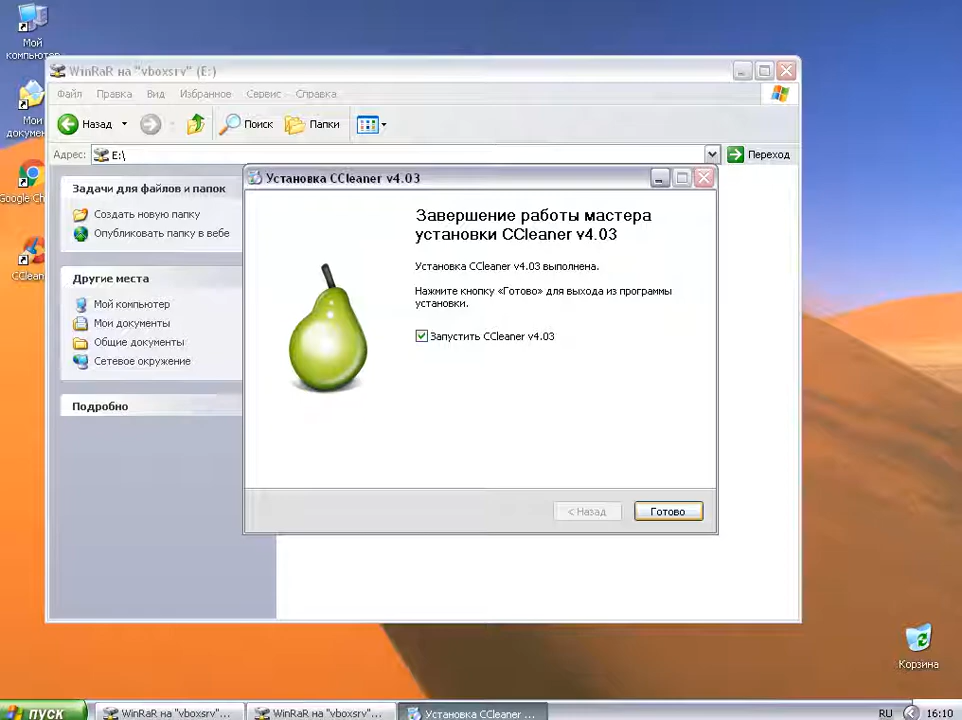 Мой
компьютер
WinRaR на "vboxsrv" (E:)
Файл Правка Вид Избранное Сервис Справка
Назад Поиск Папки
Адрес: E:\ Переход
Мои
Google Ch
CCleaner
Задачи для файлов и папок
Создать новую папку
Опубликовать папку в вебе
Другие места
Мой компьютер
Мои документы
Общие документы
Сетевое окружение
Подробно
Установка CCleaner v4.03
Завершение работы мастера
установки CCleaner v4.03
Установка CCleaner v4.03 выполнена.
Нажмите кнопку «Готово» для выхода из программы
установки.
Запустить CCleaner v4.03
< Назад Готово
Корзина
пуск WinRaR на "vboxsrv"... WinRaR на "vboxsrv"... Установка CCleaner ... RU 16:10